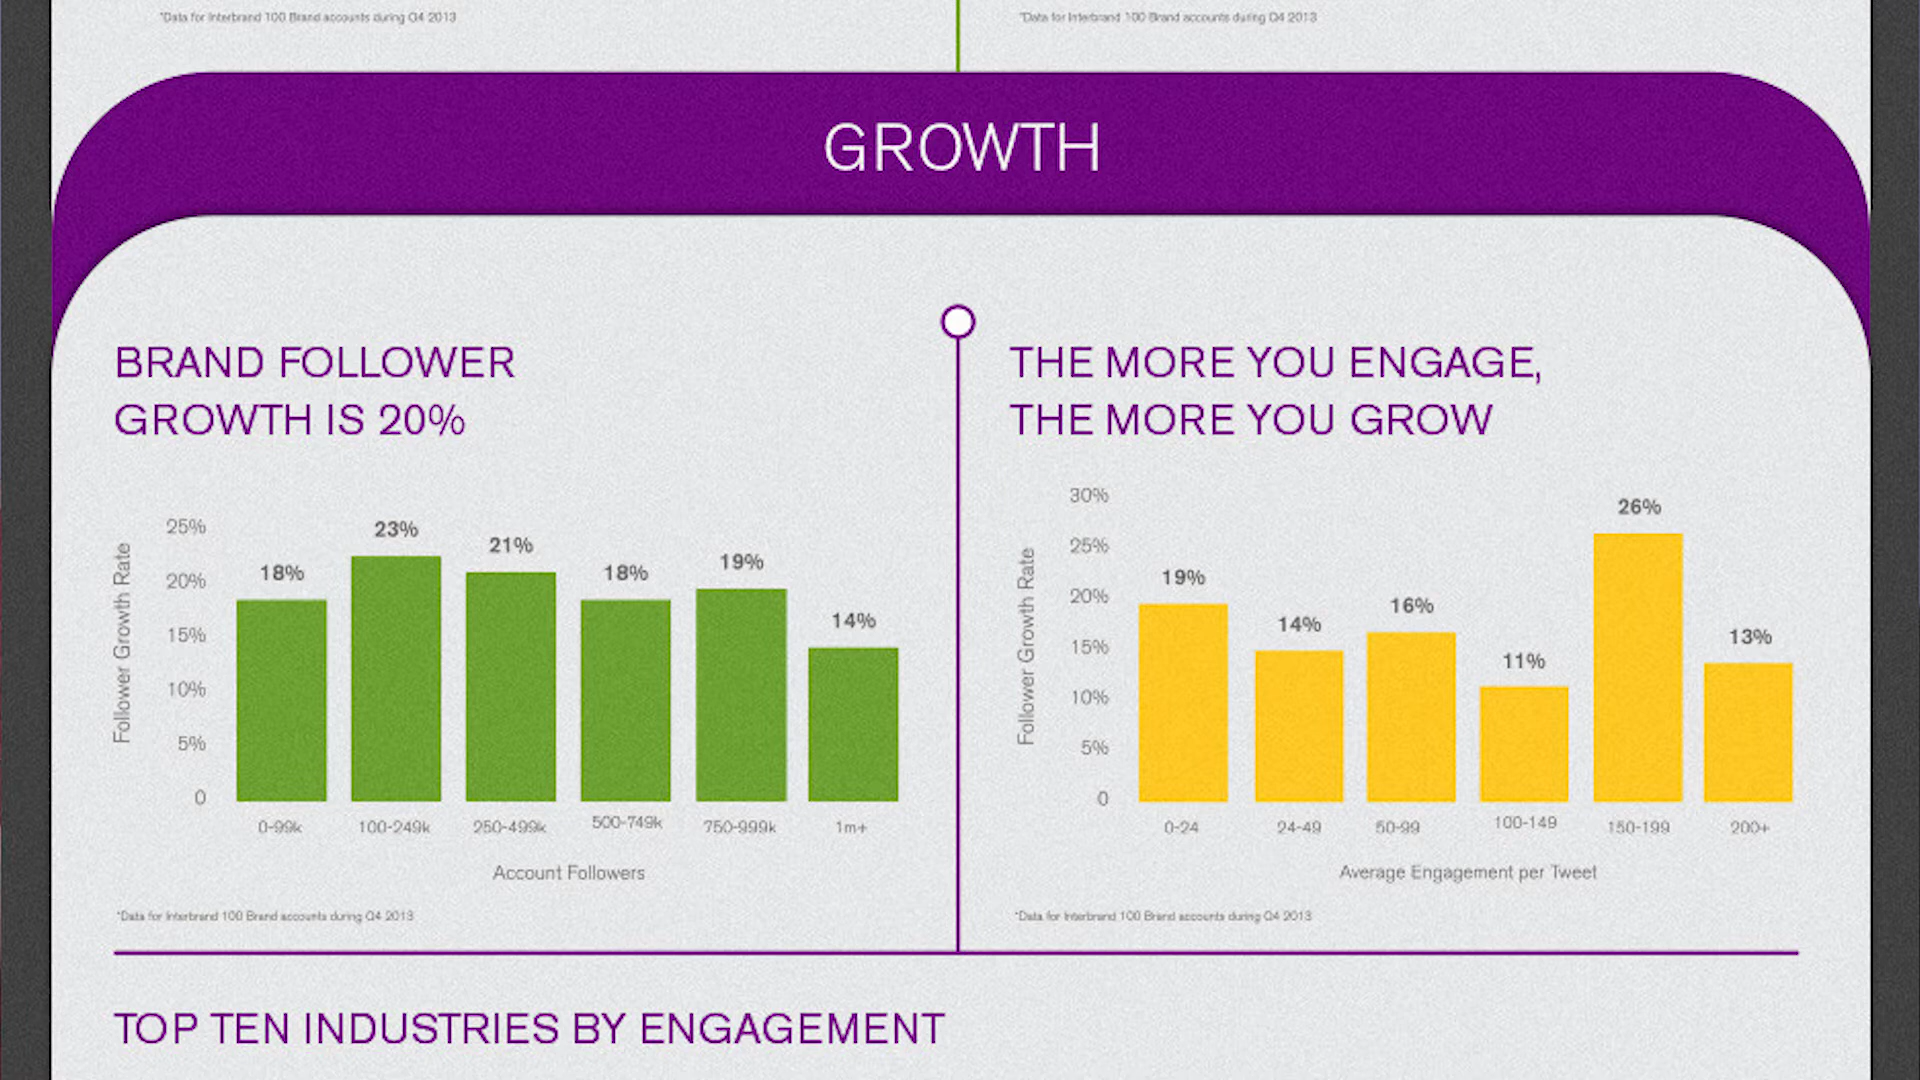 *Data for Interbrand 100 Brand accounts during Q4 2013
*Data for Interbrand 100 Brand accounts during Q4 2013
GROWTH
BRAND FOLLOWER
GROWTH IS 20%
Follower Growth Rate
25%
20%
15%
10%
5%
0
18%
23%
21%
18%
19%
14%
0-99k
100-249k
250-499k
500-749k
750-999k
1m+
Account Followers
*Data for Interbrand 100 Brand accounts during Q4 2013
THE MORE YOU ENGAGE,
THE MORE YOU GROW
Follower Growth Rate
30%
25%
20%
15%
10%
5%
0
19%
14%
16%
11%
26%
13%
0-24
24-49
50-99
100-149
150-199
200+
Average Engagement per Tweet
*Data for Interbrand 100 Brand accounts during Q4 2013
TOP TEN INDUSTRIES BY ENGAGEMENT